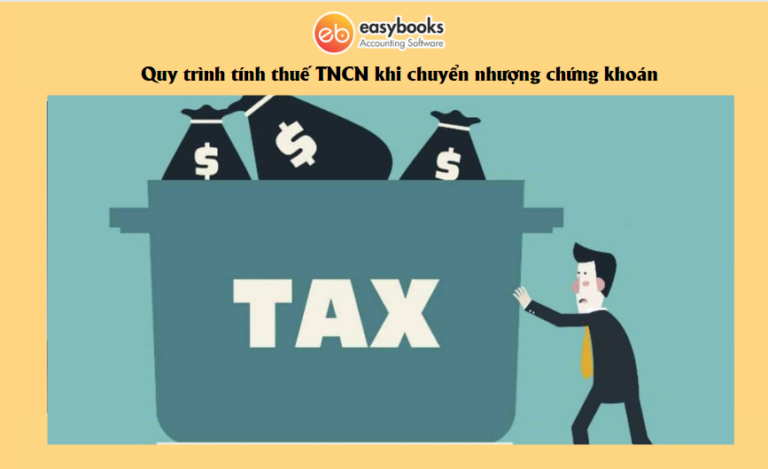 eb easybooks
Accounting Software
Quy trình tính thuế TNCN khi chuyển nhượng chứng khoán
$ $ $
TAX